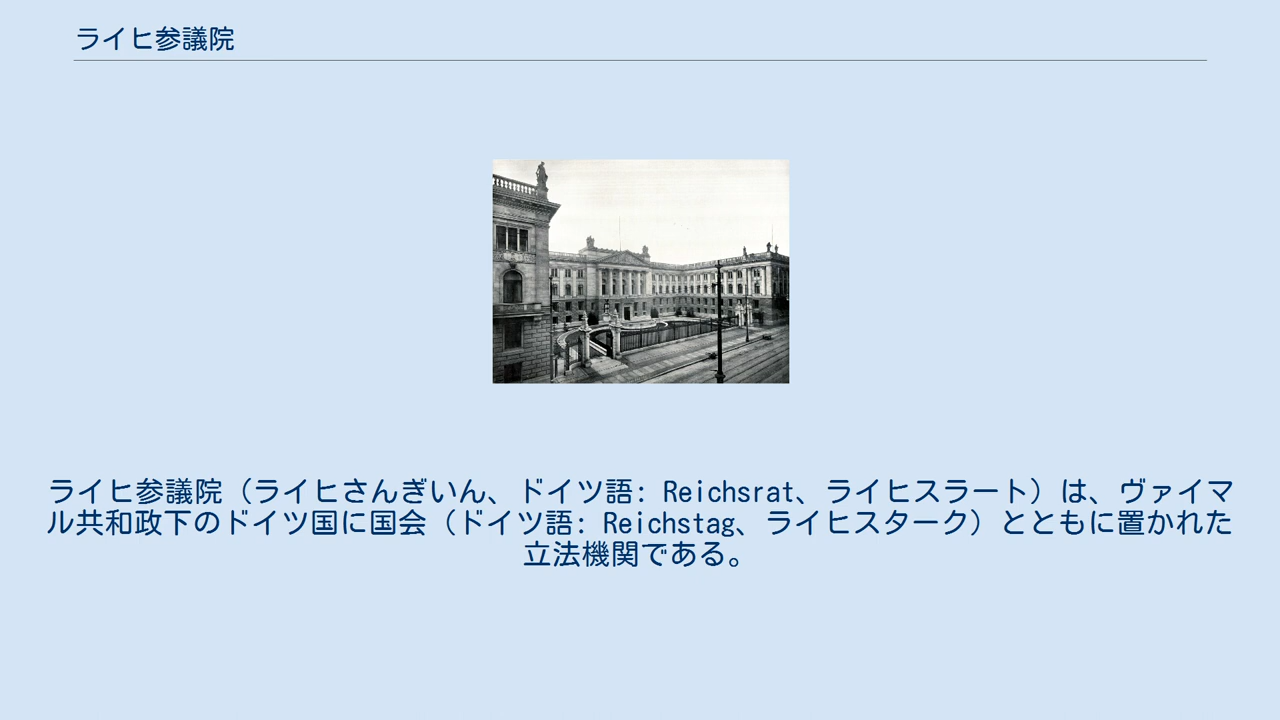 ライヒ参議院
ライヒ参議院（ライヒさんぎいん、ドイツ語: Reichsrat、ライヒスラート）は、ヴァイマ
ル共和政下のドイツ国に国会（ドイツ語: Reichstag、ライヒスターク）とともに置かれた
立法機関である。